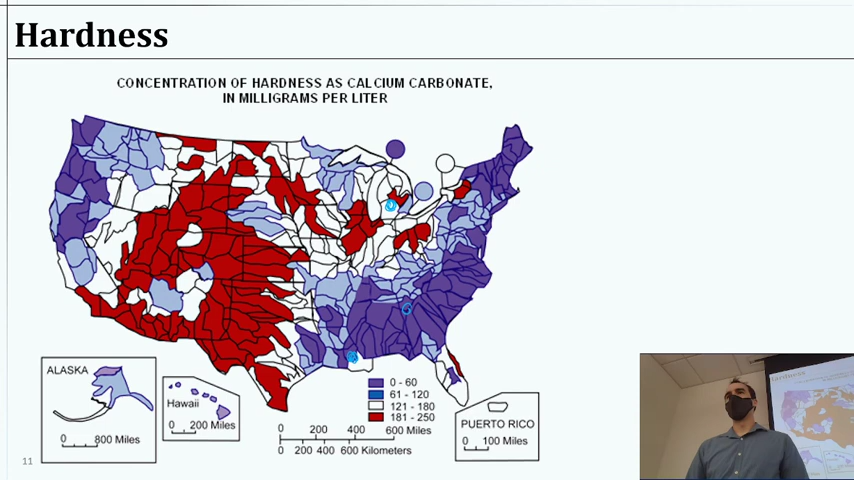 Hardness
CONCENTRATION OF HARDNESS AS CALCIUM CARBONATE,
IN MILLIGRAMS PER LITER
ALASKA
0 800 Miles
Hawaii
0 200 Miles
0 - 60
61 - 120
121 - 180
181 - 250
0 200 400 600 Miles
0 200 400 600 Kilometers
PUERTO RICO
0 100 Miles
11